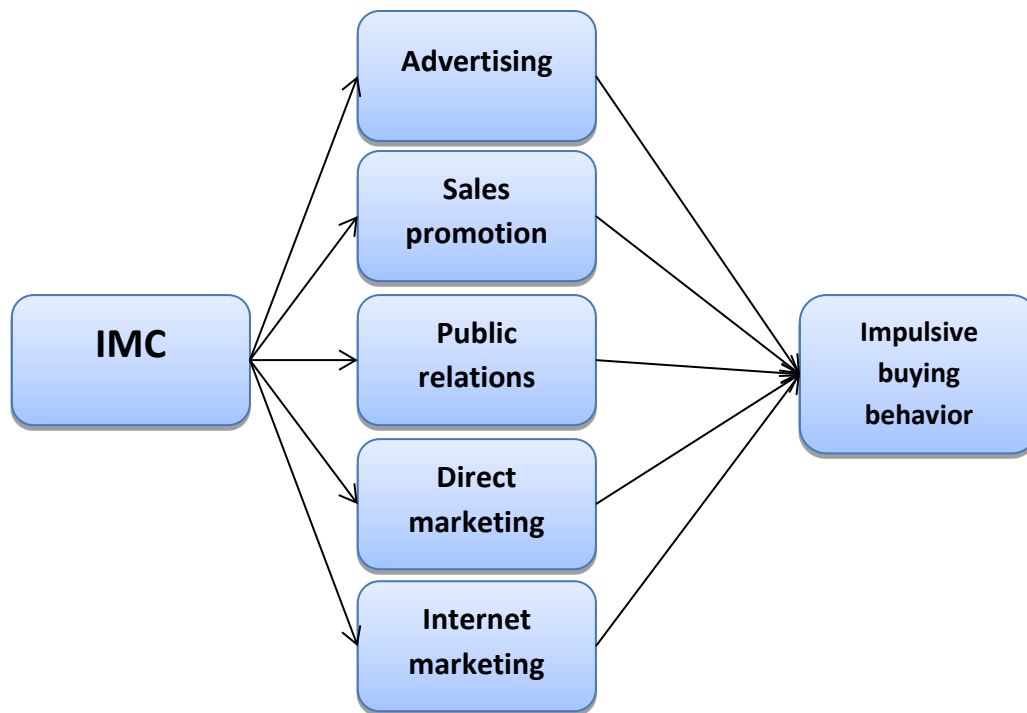 Advertising
Sales
promotion
IMC
Public
relations
Impulsive
buying
behavior
Direct
marketing
Internet
marketing